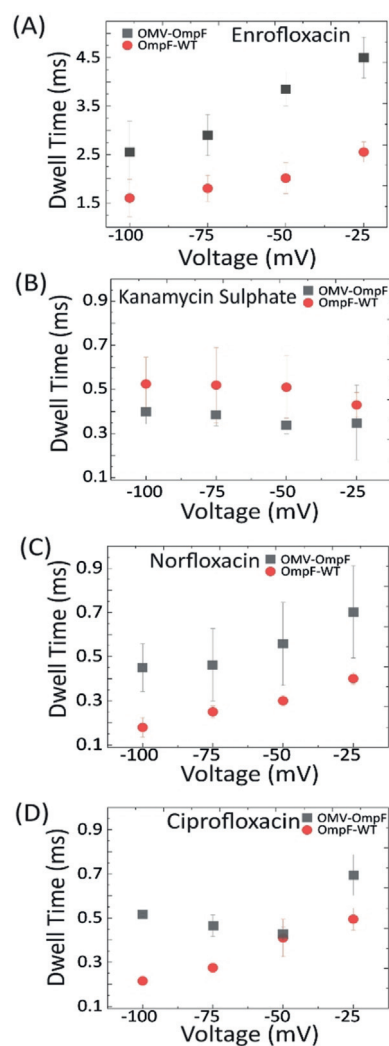 (A)
OMV-OmpF
OmpF-WT
Enrofloxacin
Dwell Time (ms)
4.5
3.5
2.5
1.5
-100 -75 -50 -25
Voltage (mV)
(B)
OMV-OmpF
OmpF-WT
Kanamycin Sulphate
Dwell Time (ms)
0.9
0.7
0.5
0.3
0.1
-100 -75 -50 -25
Voltage (mV)
(C)
Norfloxacin
OMV-OmpF
OmpF-WT
Dwell Time (ms)
0.9
0.7
0.5
0.3
0.1
-100 -75 -50 -25
Voltage (mV)
(D)
Ciprofloxacin
OMV-OmpF
OmpF-WT
Dwell Time (ms)
0.9
0.7
0.5
0.3
0.1
-100 -75 -50 -25
Voltage (mV)